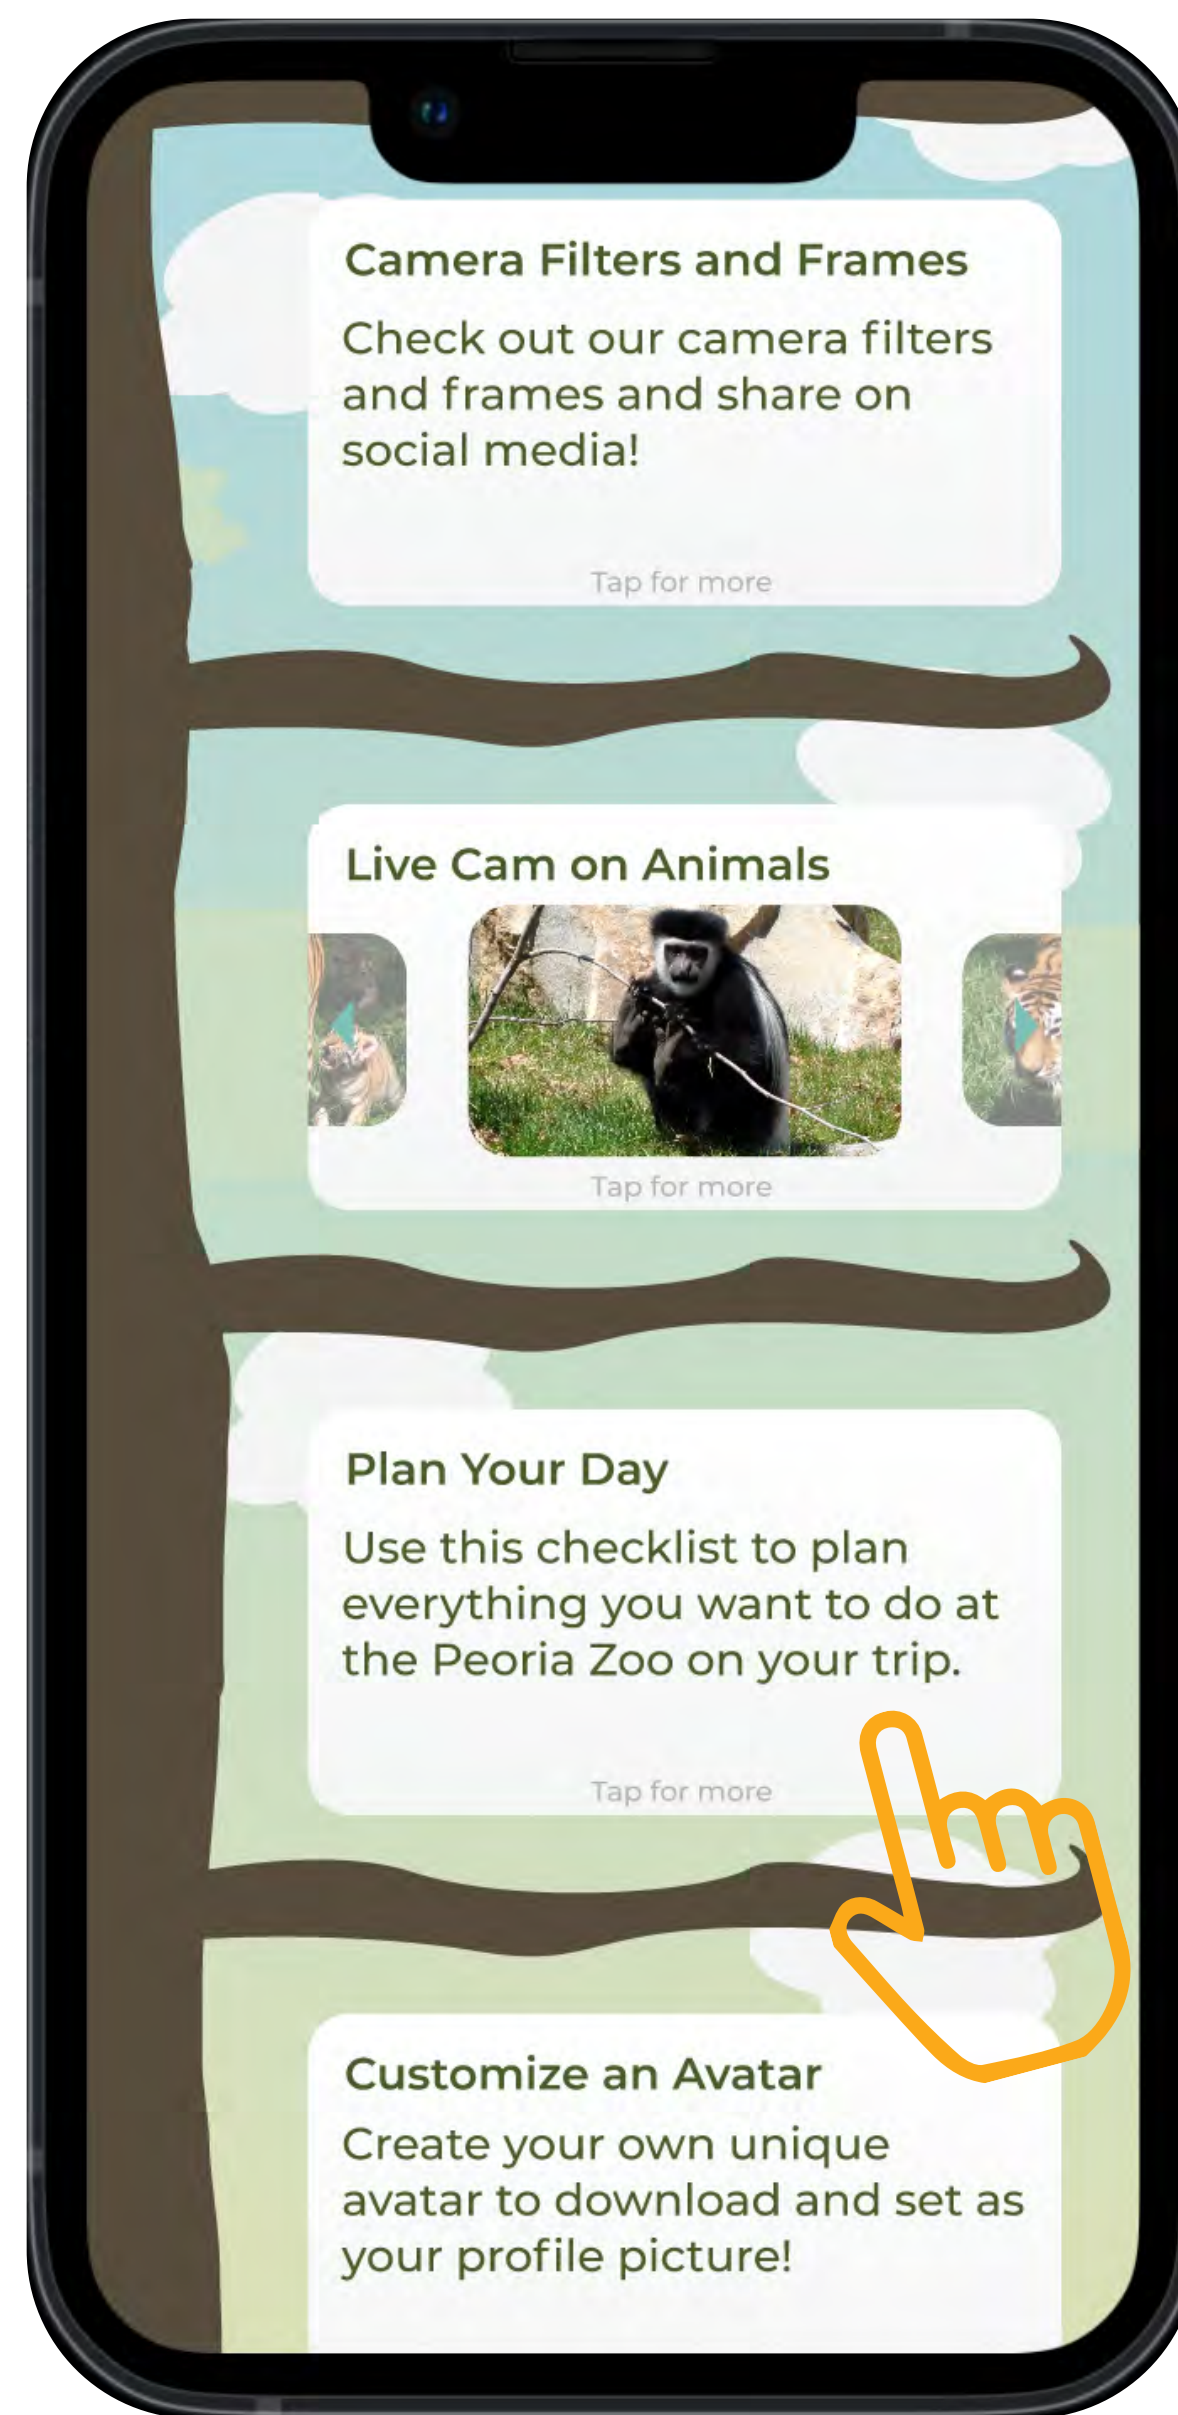 Camera Filters and Frames
Check out our camera filters
and frames and share on
social media!
Tap for more
Live Cam on Animals
Tap for more
Plan Your Day
Use this checklist to plan
everything you want to do at
the Peoria Zoo on your trip.
Tap for more
Customize an Avatar
Create your own unique
avatar to download and set as
your profile picture!